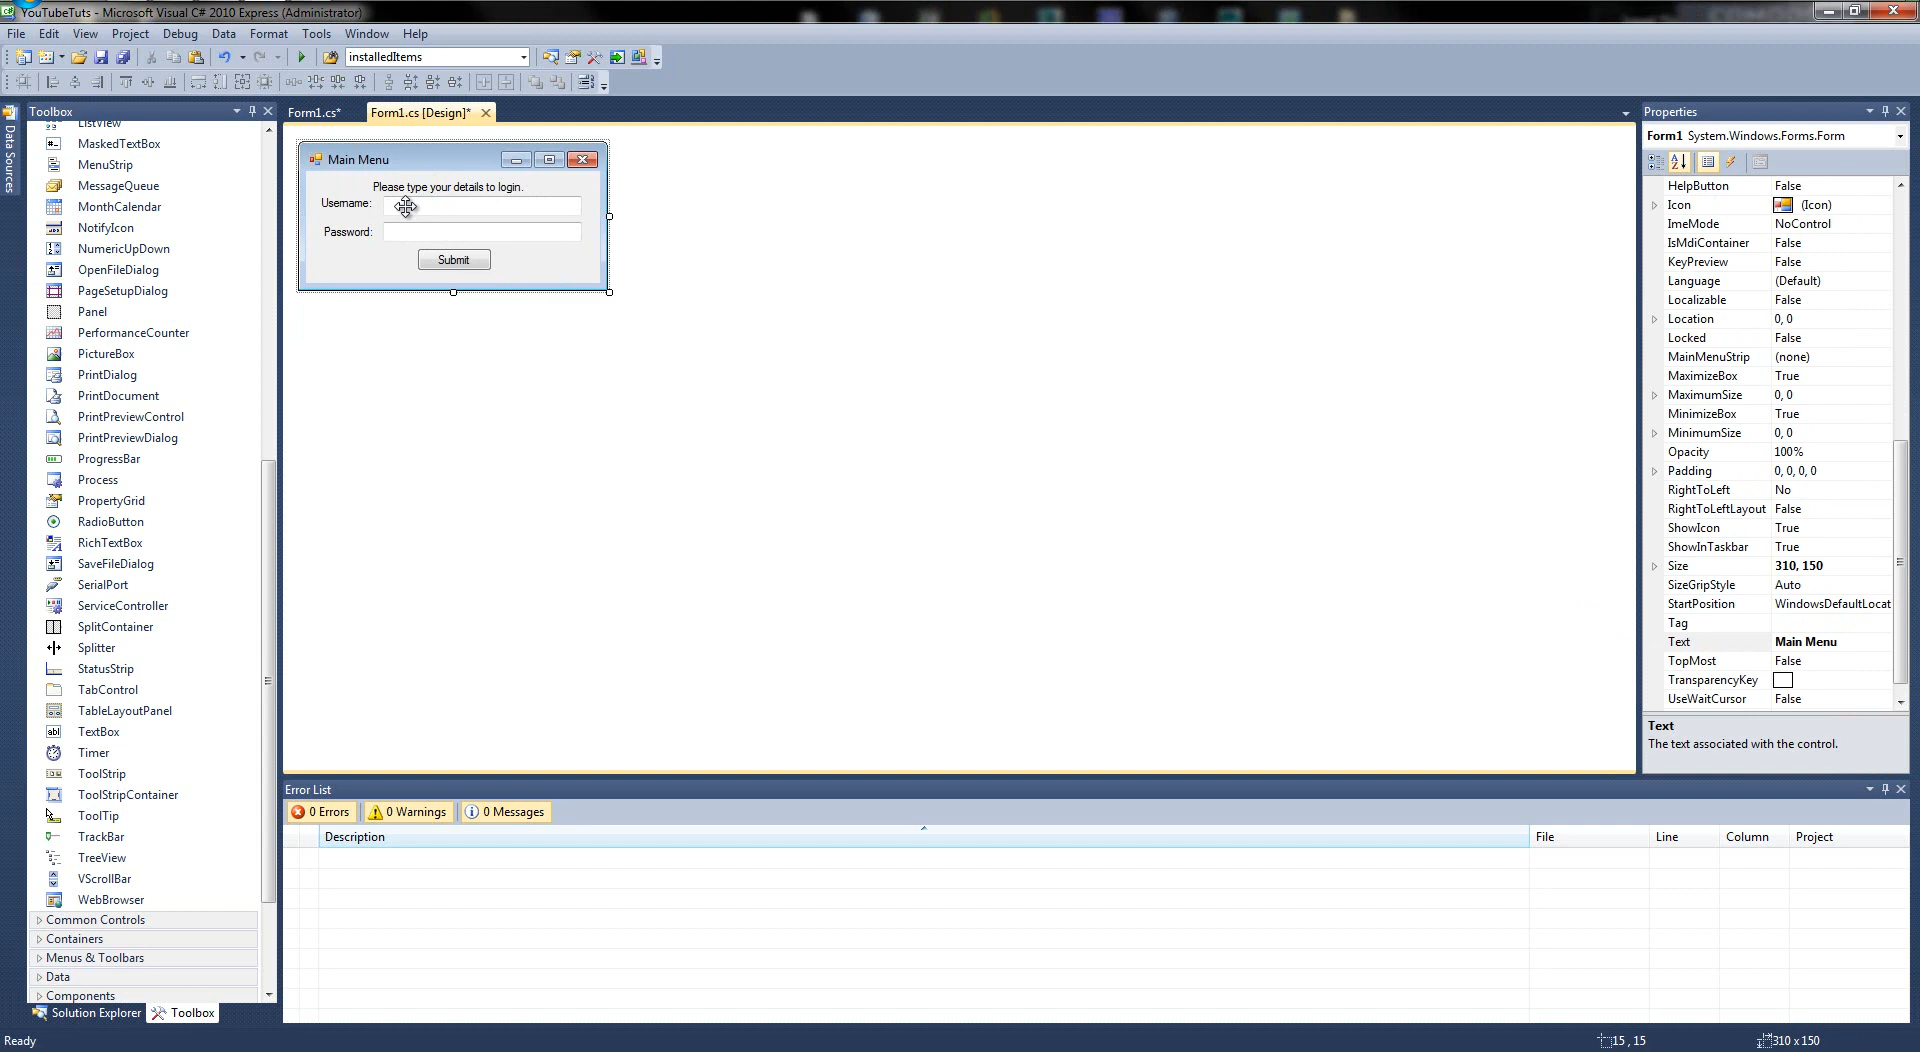 YouTubeTuts - Microsoft Visual C# 2010 Express (Administrator)
File Edit View Project Debug Data Format Tools Window Help
installedItems
Data Sources
Toolbox
ListView
MaskedTextBox
MenuStrip
MessageQueue
MonthCalendar
NotifyIcon
NumericUpDown
OpenFileDialog
PageSetupDialog
Panel
PerformanceCounter
PictureBox
PrintDialog
PrintDocument
PrintPreviewControl
PrintPreviewDialog
ProgressBar
Process
PropertyGrid
RadioButton
RichTextBox
SaveFileDialog
SerialPort
ServiceController
SplitContainer
Splitter
StatusStrip
TabControl
TableLayoutPanel
TextBox
Timer
ToolStrip
ToolStripContainer
ToolTip
TrackBar
TreeView
VScrollBar
WebBrowser
Common Controls
Containers
Menus & Toolbars
Data
Components
Solution Explorer Toolbox
Form1.cs* Form1.cs [Design]*
Main Menu
Please type your details to login.
Username:
Password:
Submit
Error List
0 Errors 0 Warnings 0 Messages
Description File Line Column Project
Properties
Form1 System.Windows.Forms.Form
HelpButton False
Icon (Icon)
ImeMode NoControl
IsMdiContainer False
KeyPreview False
Language (Default)
Localizable False
Location 0, 0
Locked False
MainMenuStrip (none)
MaximizeBox True
MaximumSize 0, 0
MinimizeBox True
MinimumSize 0, 0
Opacity 100%
Padding 0, 0, 0, 0
RightToLeft No
RightToLeftLayout False
ShowIcon True
ShowInTaskbar True
Size 310, 150
SizeGripStyle Auto
StartPosition WindowsDefaultLocat
Tag
Text Main Menu
TopMost False
TransparencyKey
UseWaitCursor False
Text
The text associated with the control.
Ready 15 , 15 310 x 150